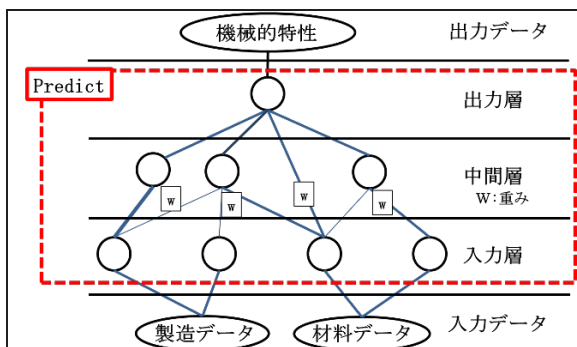 機械的特性
出力データ
Predict
出力層
中間層
W:重み
w
w
w
w
入力層
製造データ
材料データ
入力データ